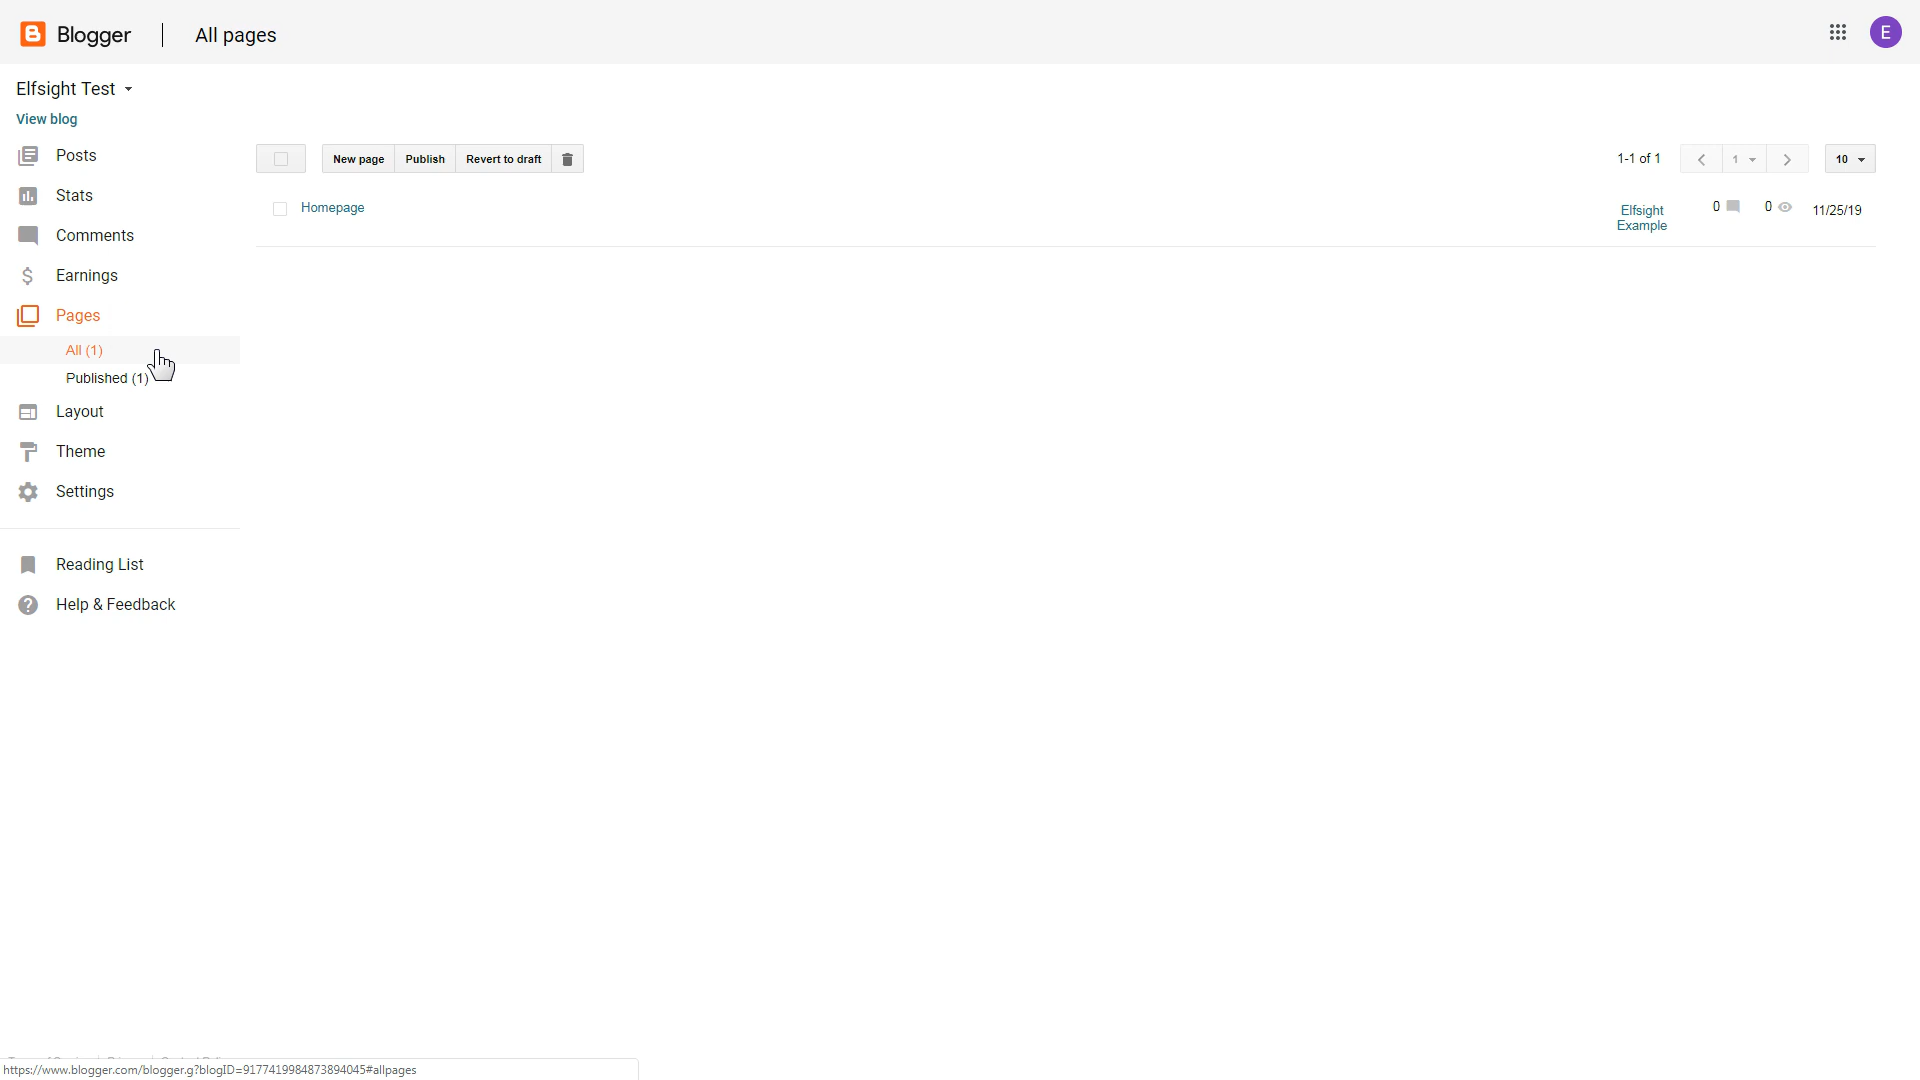 Blogger
All pages
E
Elfsight Test
View blog
Posts
Stats
Comments
Earnings
Pages
All (1)
Published (1)
Layout
Theme
Settings
Reading List
Help & Feedback
New page
Publish
Revert to draft
1-1 of 1
1
10
Homepage
Elfsight
Example
0
0
11/25/19
https://www.blogger.com/blogger.g?blogID=9177419984873894045#allpages